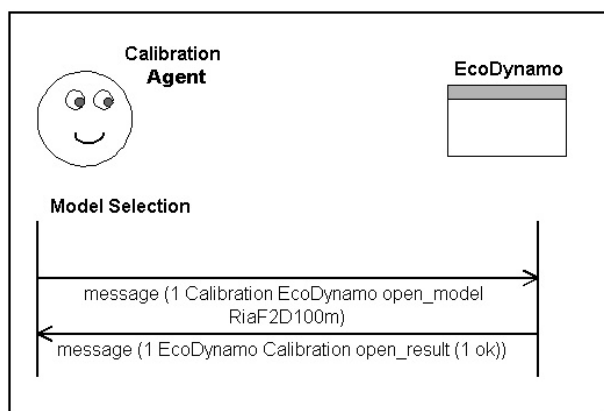 Calibration
Agent
EcoDynamo
Model Selection
message (1 Calibration EcoDynamo open_model
RiaF2D100m)
message (1 EcoDynamo Calibration open_result (1 ok))